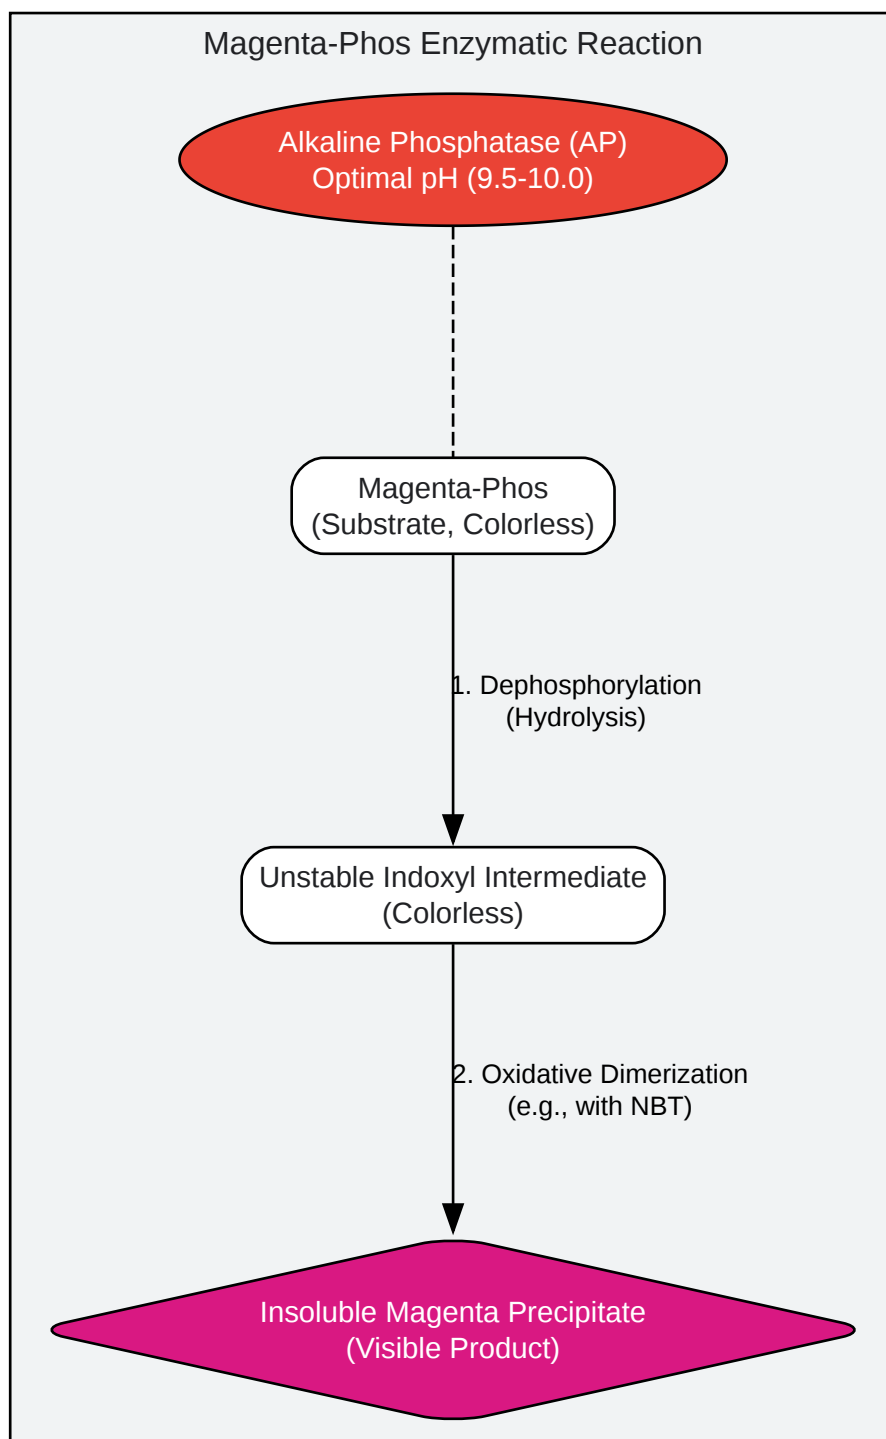 Magenta-Phos Enzymatic Reaction
Alkaline Phosphatase (AP)
Optimal pH (9.5-10.0)
Magenta-Phos
(Substrate, Colorless)
1. Dephosphorylation
(Hydrolysis)
Unstable Indoxyl Intermediate
(Colorless)
2. Oxidative Dimerization
(e.g., with NBT)
Insoluble Magenta Precipitate
(Visible Product)